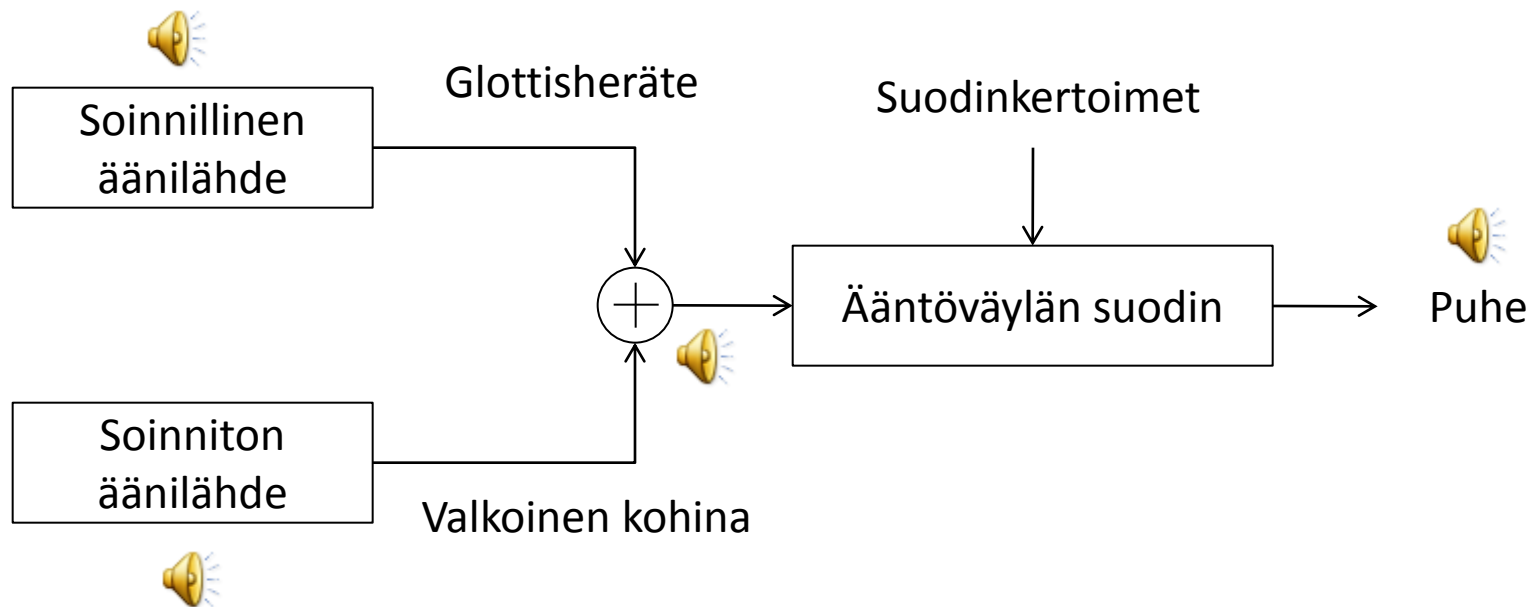 Soinnillinen
äänilähde
Glottisheräte
Suodinkertoimet
Ääntöväylän suodin
Puhe
Soinniton
äänilähde
Valkoinen kohina